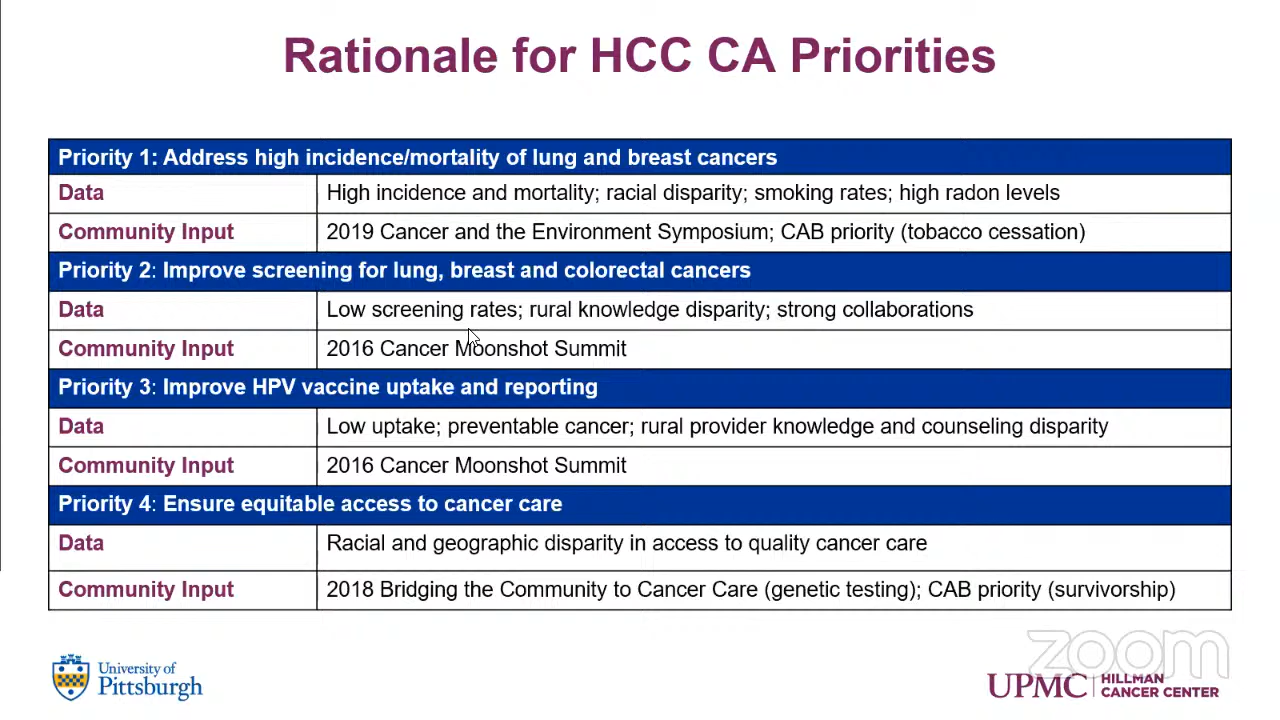 Rationale for HCC CA Priorities
Priority 1: Address high incidence/mortality of lung and breast cancers
Data High incidence and mortality; racial disparity; smoking rates; high radon levels
Community Input 2019 Cancer and the Environment Symposium; CAB priority (tobacco cessation)
Priority 2: Improve screening for lung, breast and colorectal cancers
Data Low screening rates; rural knowledge disparity; strong collaborations
Community Input 2016 Cancer Moonshot Summit
Priority 3: Improve HPV vaccine uptake and reporting
Data Low uptake; preventable cancer; rural provider knowledge and counseling disparity
Community Input 2016 Cancer Moonshot Summit
Priority 4: Ensure equitable access to cancer care
Data Racial and geographic disparity in access to quality cancer care
Community Input 2018 Bridging the Community to Cancer Care (genetic testing); CAB priority (survivorship)
University of
Pittsburgh
zoom
UPMC HILLMAN
CANCER CENTER